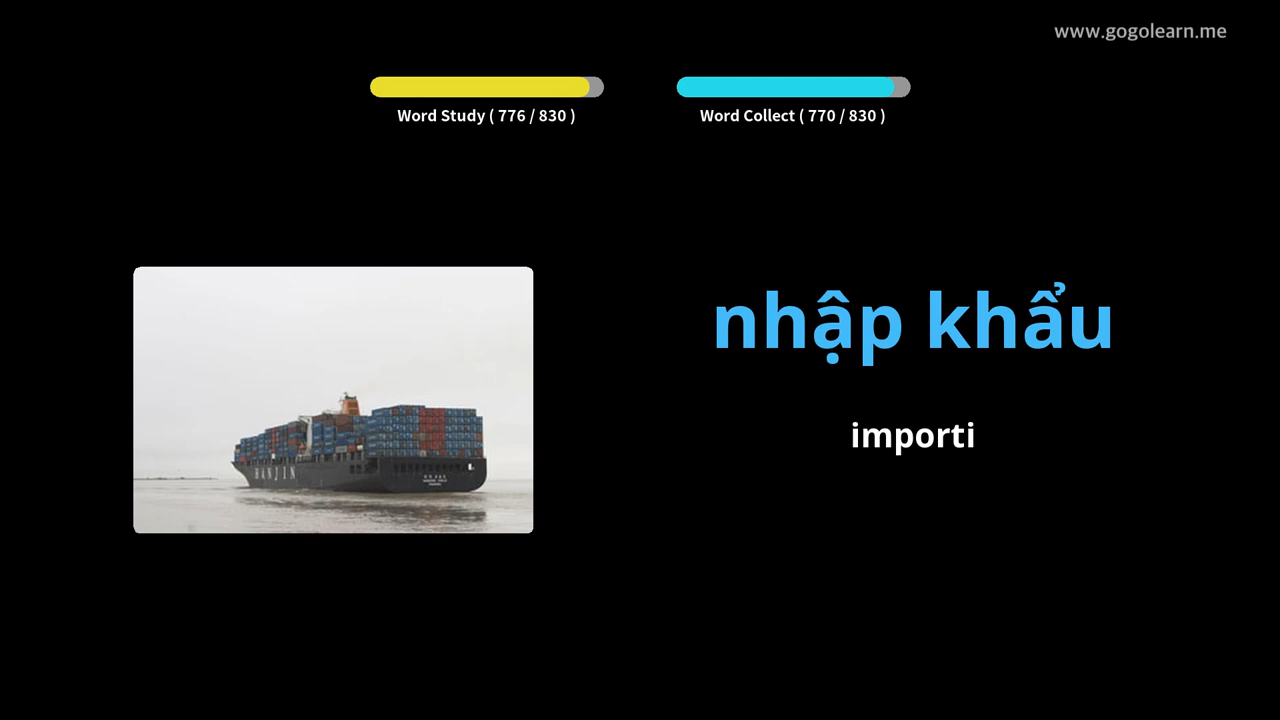 www.gogolearn.me
Word Study ( 776 / 830 )
Word Collect ( 770 / 830 )
nhập khẩu
importi
HANJIN